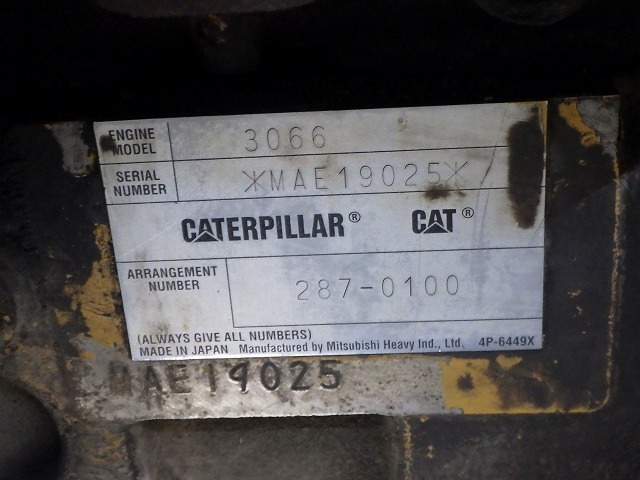 ENGINE MODEL 3066
SERIAL NUMBER *MAE19025*
CATERPILLAR® CAT®
ARRANGEMENT NUMBER 287-0100
(ALWAYS GIVE ALL NUMBERS)
MADE IN JAPAN Manufactured by Mitsubishi Heavy Ind., Ltd. 4P-6449X
MAE19025